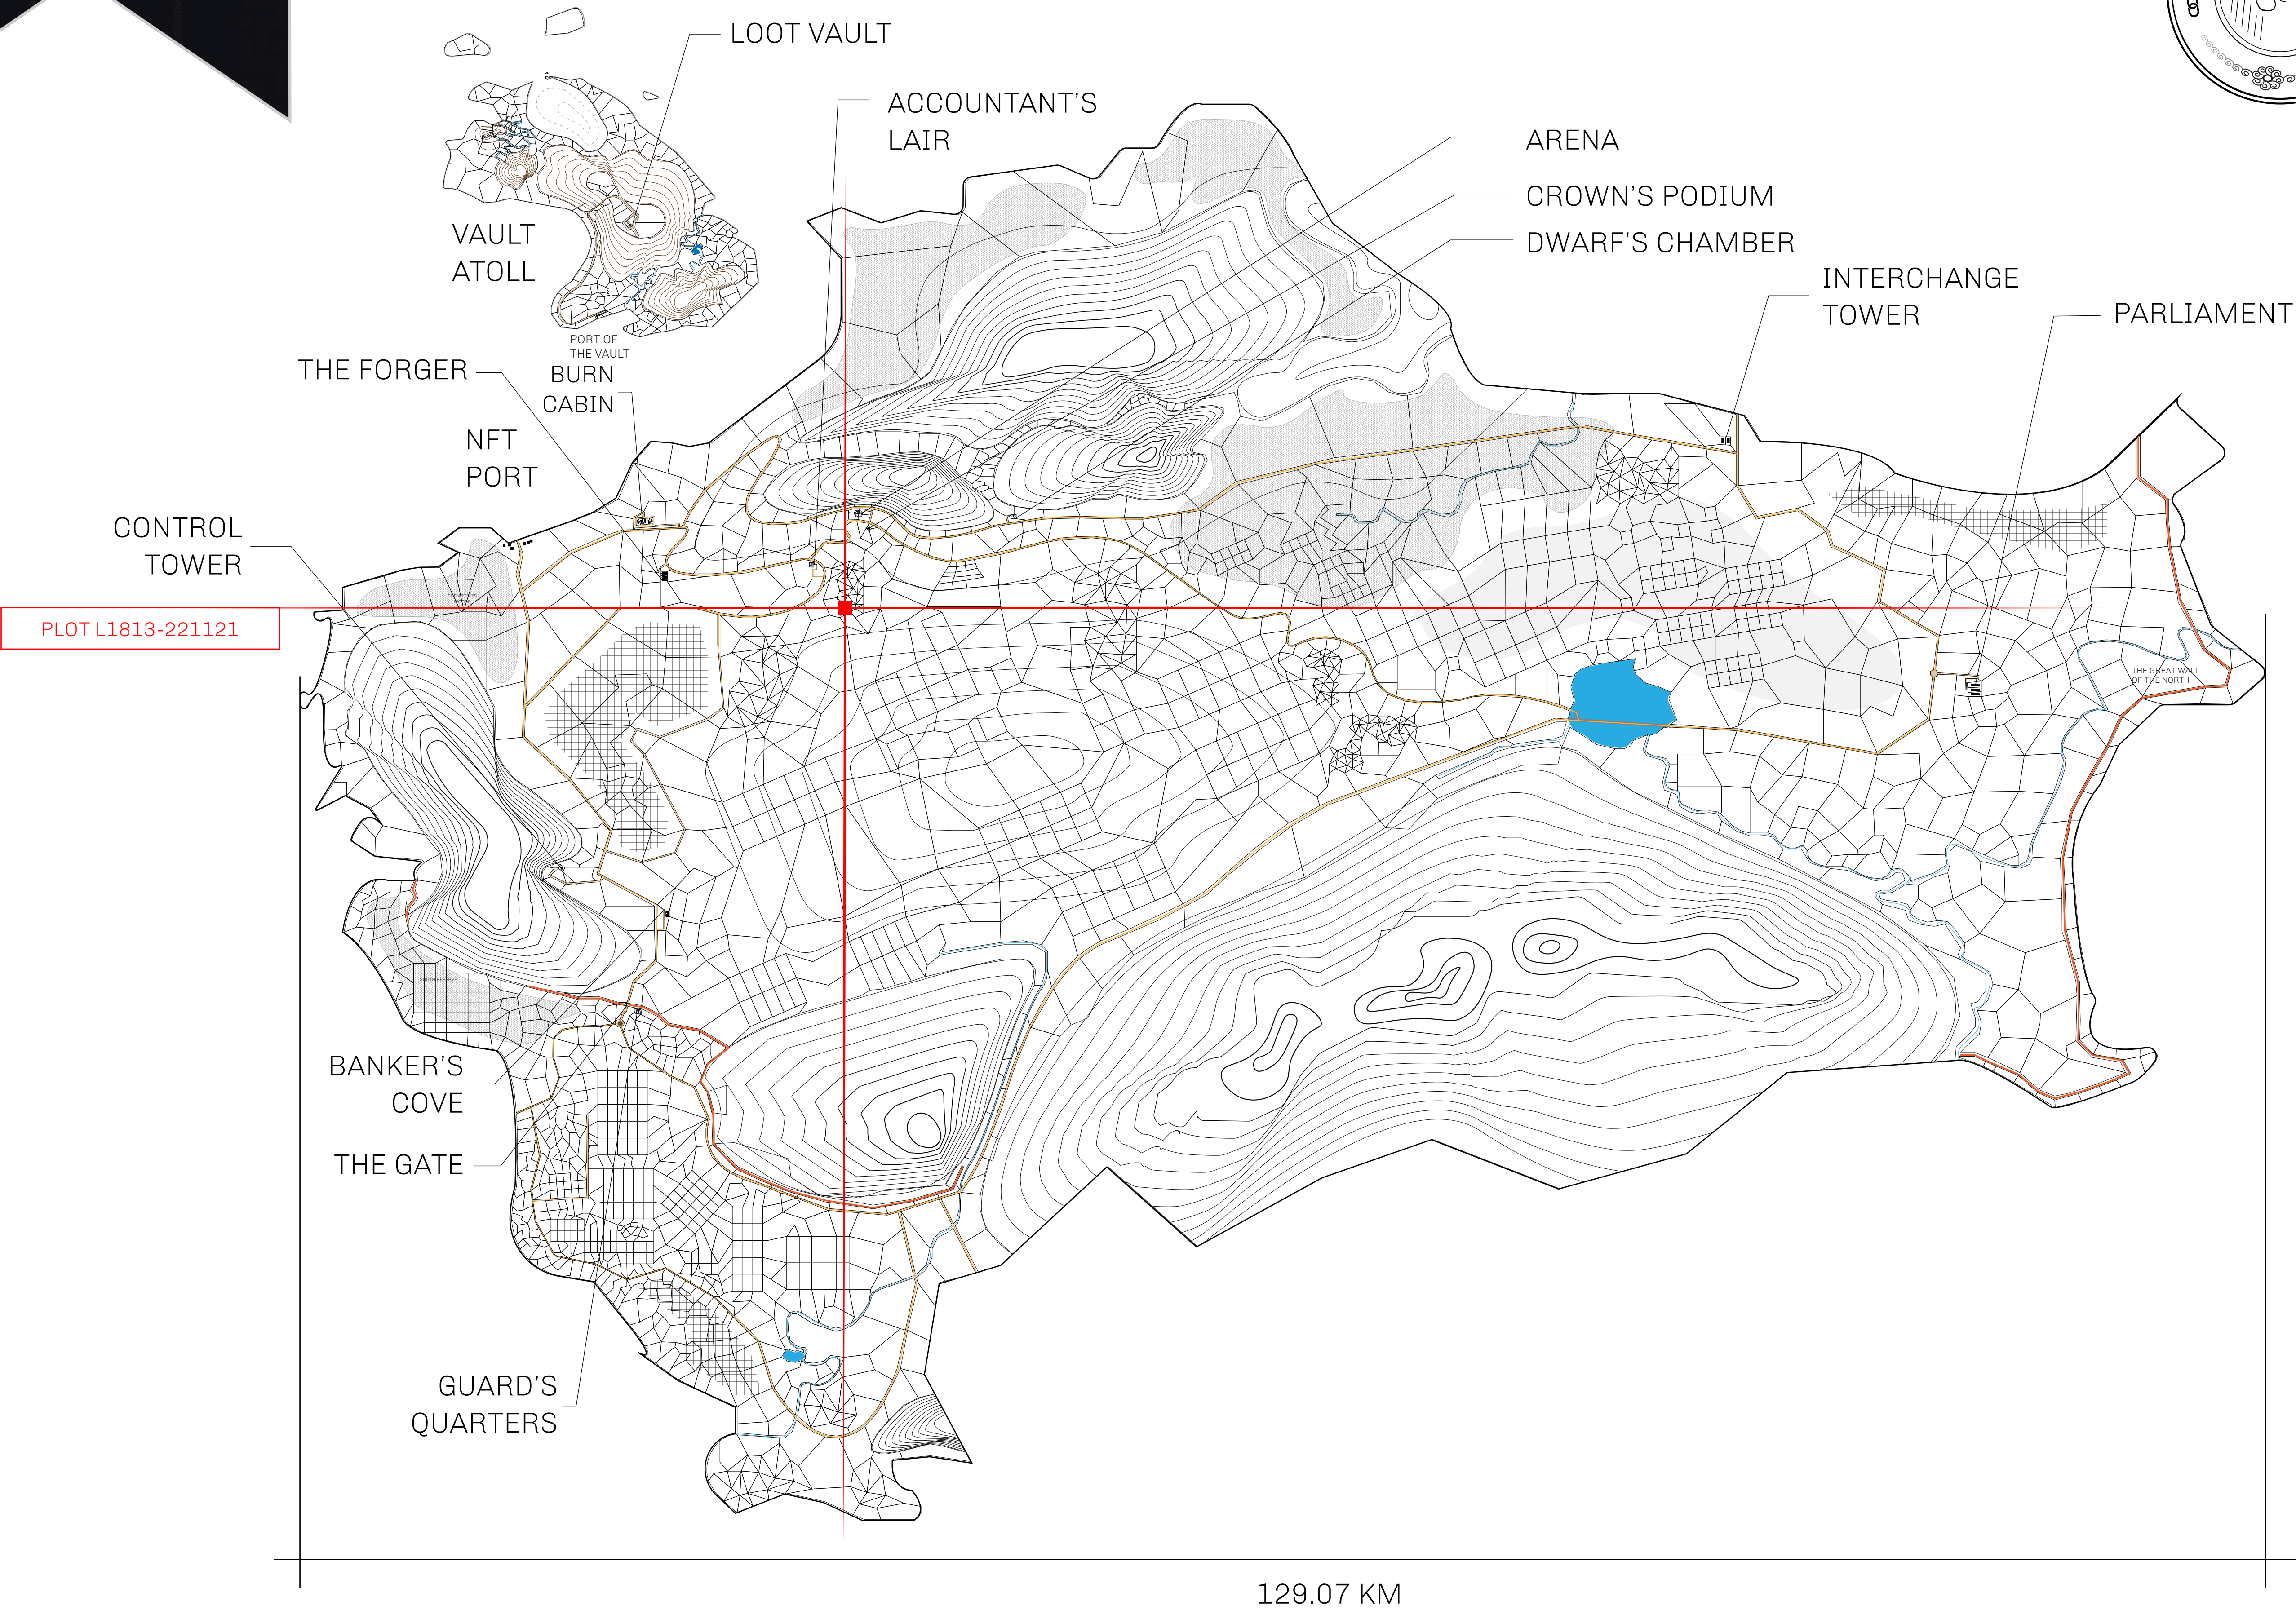 LOOT VAULT
ACCOUNTANT'S
LAIR
ARENA
CROWN'S PODIUM
DWARF'S CHAMBER
INTERCHANGE
TOWER
PARLIAMENT
VAULT
ATOLL
PORT OF
THE VAULT
THE FORGER
BURN
CABIN
NFT
PORT
CONTROL
TOWER
PLOT L1813-221121
THE GREAT WALL
OF THE NORTH
SOUTH RESERVE
BANKER'S
COVE
THE GATE
GUARD'S
QUARTERS
129.07 KM